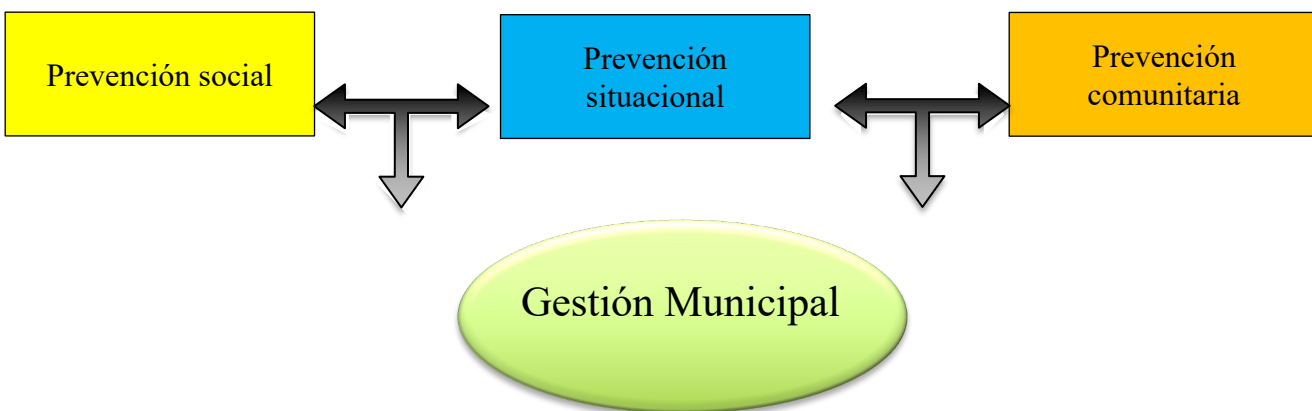 Prevención social
Prevención
situacional
Prevención
comunitaria
Gestión Municipal